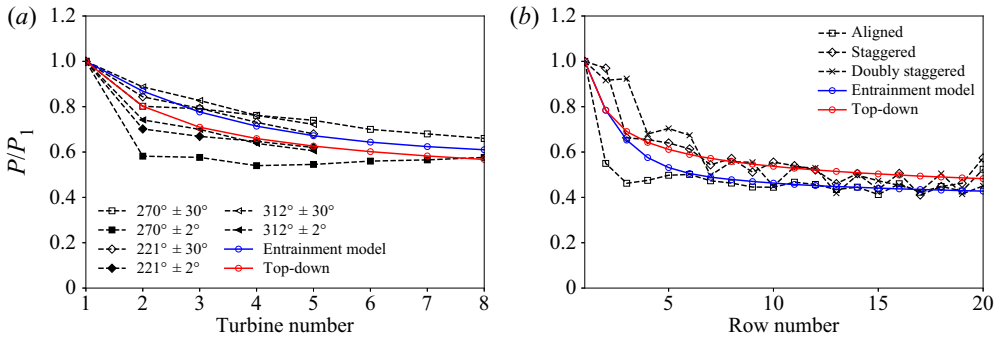 (a)
1.2
1.0
0.8
0.6
0.4
0.2
0
P/P1
270° ± 30°
270° ± 2°
221° ± 30°
221° ± 2°
312° ± 30°
312° ± 2°
Entrainment model
Top-down
1 2 3 4 5 6 7 8
Turbine number
(b)
1.2
1.0
0.8
0.6
0.4
0.2
0
Aligned
Staggered
Doubly staggered
Entrainment model
Top-down
5 10 15 20
Row number